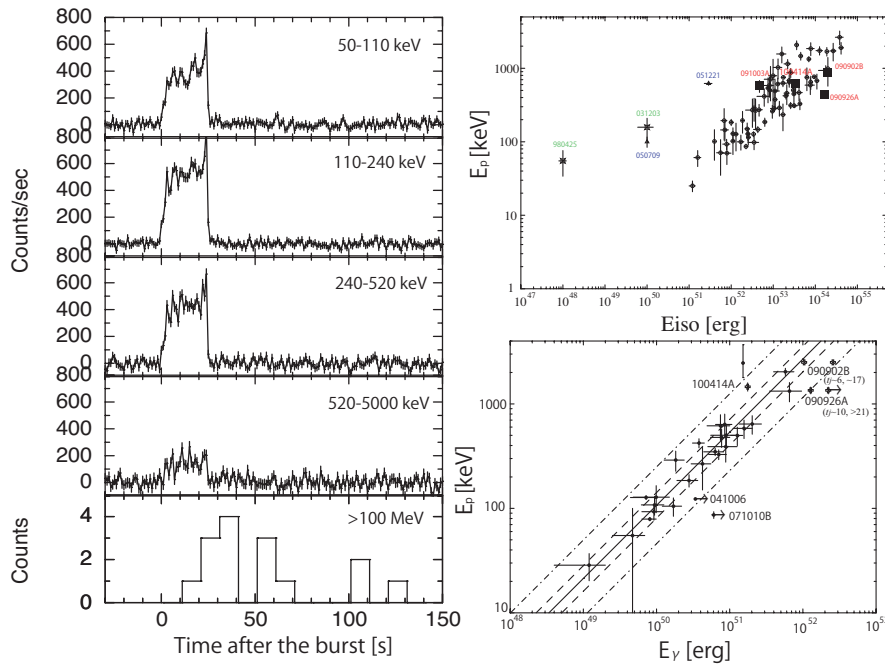 800
600
400
200
0
50-110 keV
800
600
400
200
0
110-240 keV
800
600
400
200
0
240-520 keV
800
600
400
200
0
520-5000 keV
4
2
0
>100 MeV
Counts/sec
Counts
0 50 100 150
Time after the burst [s]
1000
100
10
1
Ep [keV]
980425
031203
050709
051221
091003A
100414A
090902B
090926A
10^47 10^48 10^49 10^50 10^51 10^52 10^53 10^54 10^55
Eiso [erg]
1000
100
10
Ep [keV]
100414A
090902B
(tj~6, ~17)
090926A
(tj~10, >21)
041006
071010B
10^48 10^49 10^50 10^51 10^52 10^53
Eγ [erg]